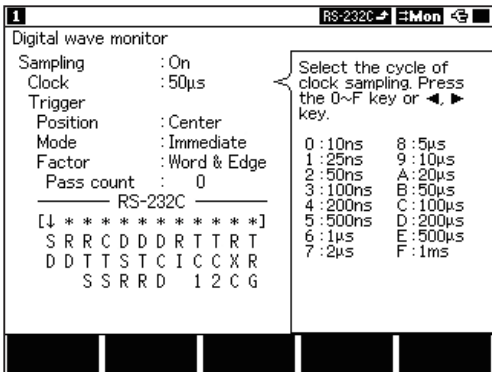 1 RS-232C ⇄Mon
Digital wave monitor
Sampling :On
Clock :50µs
Trigger
Position :Center
Mode :Immediate
Factor :Word & Edge
Pass count : 0
RS-232C
[↓ * * * * * * * * * * *]
S R R C D D D R T T R T
D D T T S T C I C C X R
S S R R D 1 2 C G
Select the cycle of
clock sampling. Press
the 0~F key or ◄, ►
key.
0:10ns 8:5µs
1:25ns 9:10µs
2:50ns A:20µs
3:100ns B:50µs
4:200ns C:100µs
5:500ns D:200µs
6:1µs E:500µs
7:2µs F:1ms